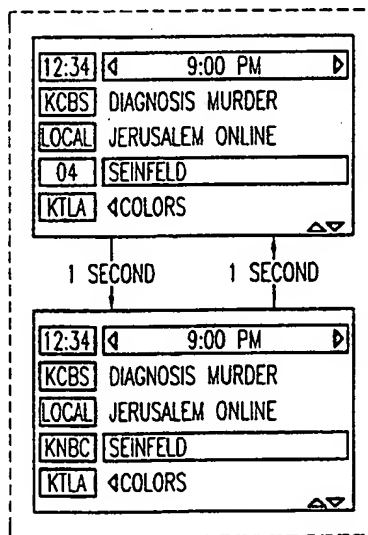 12:34 ◁ 9:00 PM ▷
KCBS DIAGNOSIS MURDER
LOCAL JERUSALEM ONLINE
04 SEINFELD
KTLA ◁COLORS
△▽
1 SECOND 1 SECOND
12:34 ◁ 9:00 PM ▷
KCBS DIAGNOSIS MURDER
LOCAL JERUSALEM ONLINE
KNBC SEINFELD
KTLA ◁COLORS
△▽